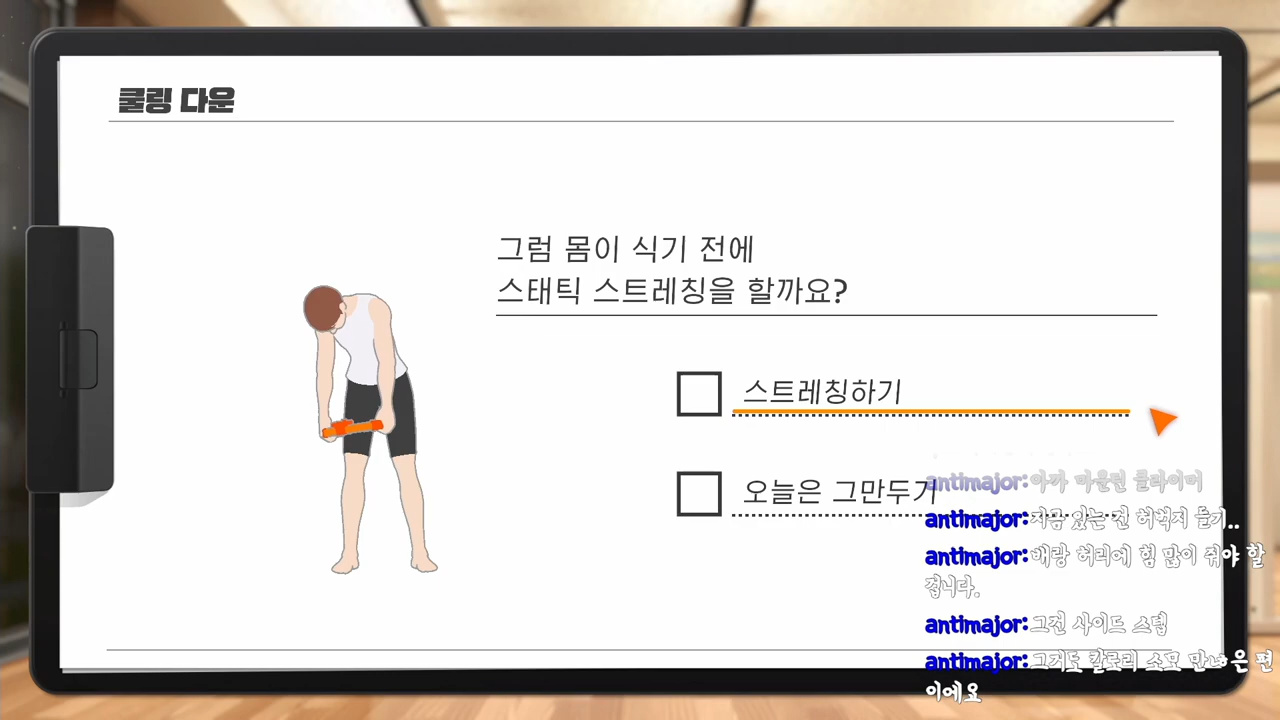 쿨링 다운
그럼 몸이 식기 전에
스태틱 스트레칭을 할까요?
스트레칭하기
오늘은 그만두기
antimajor: 아까 마운틴 클라이머
antimajor: 지금 있는 건 허벅지 들기..
antimajor: 배랑 허리에 힘 많이 줘야 할
겁니다.
antimajor: 그건 사이드 스텝
antimajor: 그거도 칼로리 소모 만 은 편
이에요